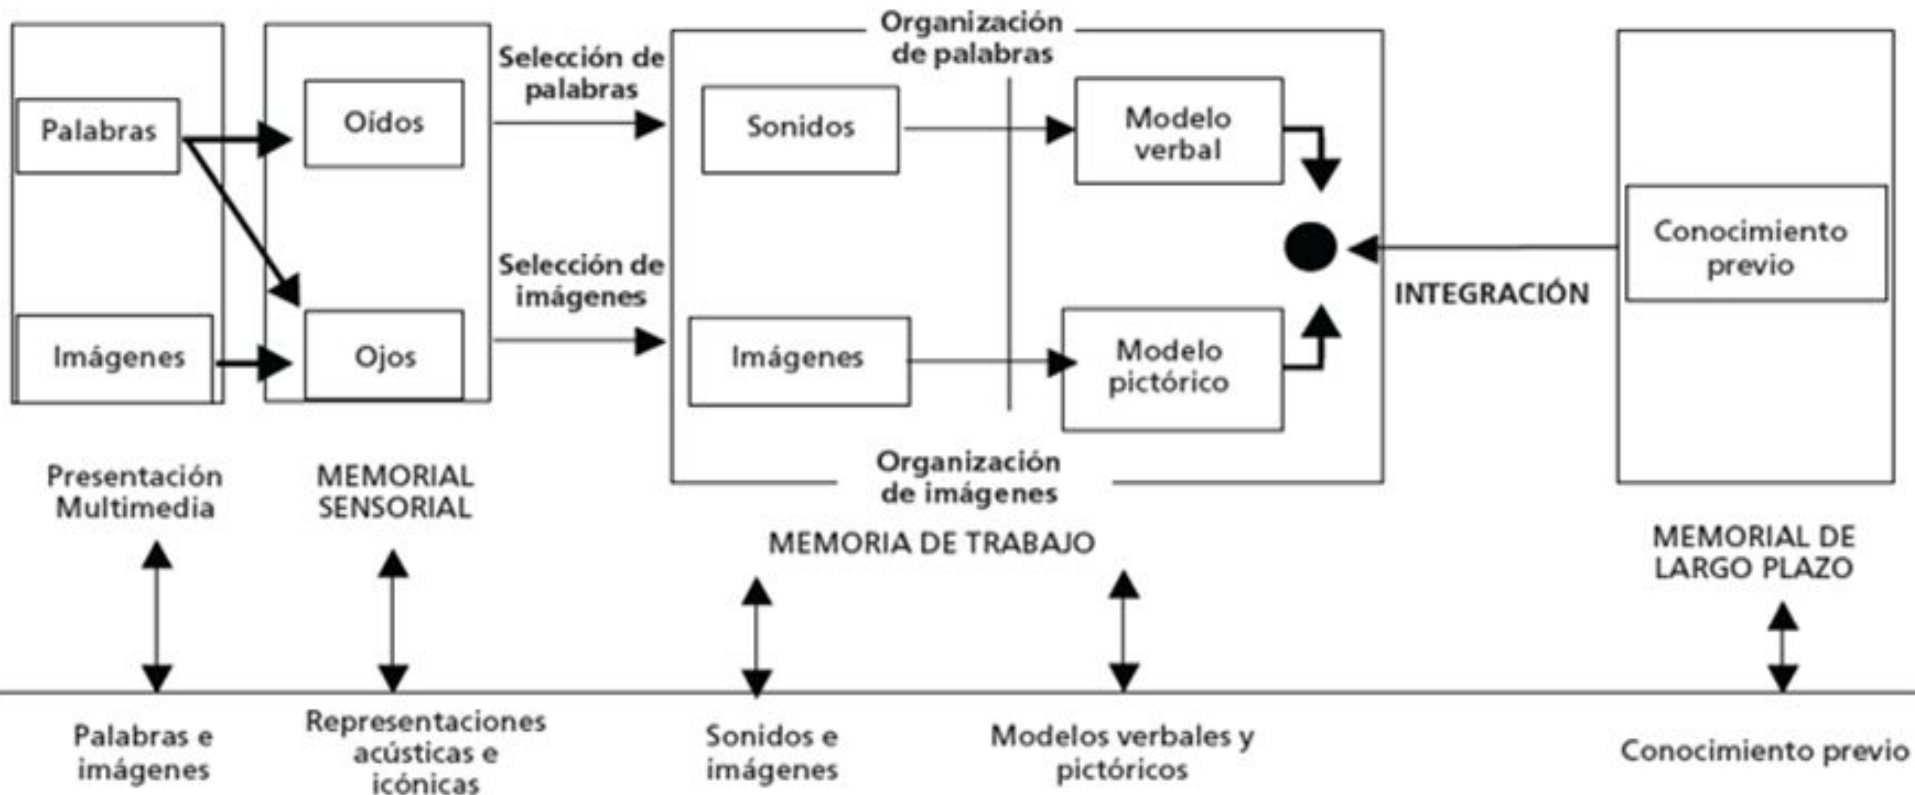 Palabras
Imágenes
Presentación
Multimedia
Oídos
Ojos
MEMORIAL
SENSORIAL
Selección de
palabras
Selección de
imágenes
Organización
de palabras
Sonidos
Modelo
verbal
Imágenes
Modelo
pictórico
Organización
de imágenes
MEMORIA DE TRABAJO
INTEGRACIÓN
Conocimiento
previo
MEMORIAL DE
LARGO PLAZO
Palabras e
imágenes
Representaciones
acústicas e
icónicas
Sonidos e
imágenes
Modelos verbales y
pictóricos
Conocimiento previo